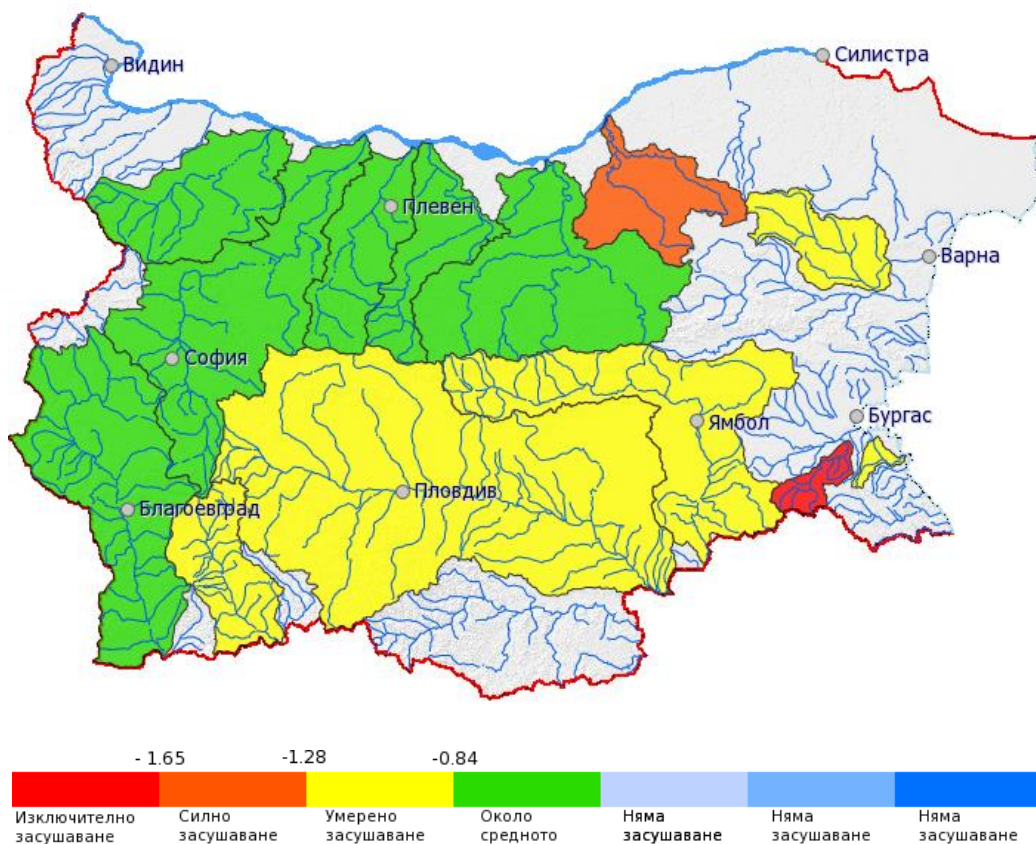 Силистра
Видин
Плевен
Варна
София
Ямбол
Бургас
Пловдив
Благоевград
- 1.65
-1.28
-0.84
Изключително засушаване
Силно засушаване
Умерено засушаване
Около средното
Няма засушаване
Няма засушаване
Няма засушаване